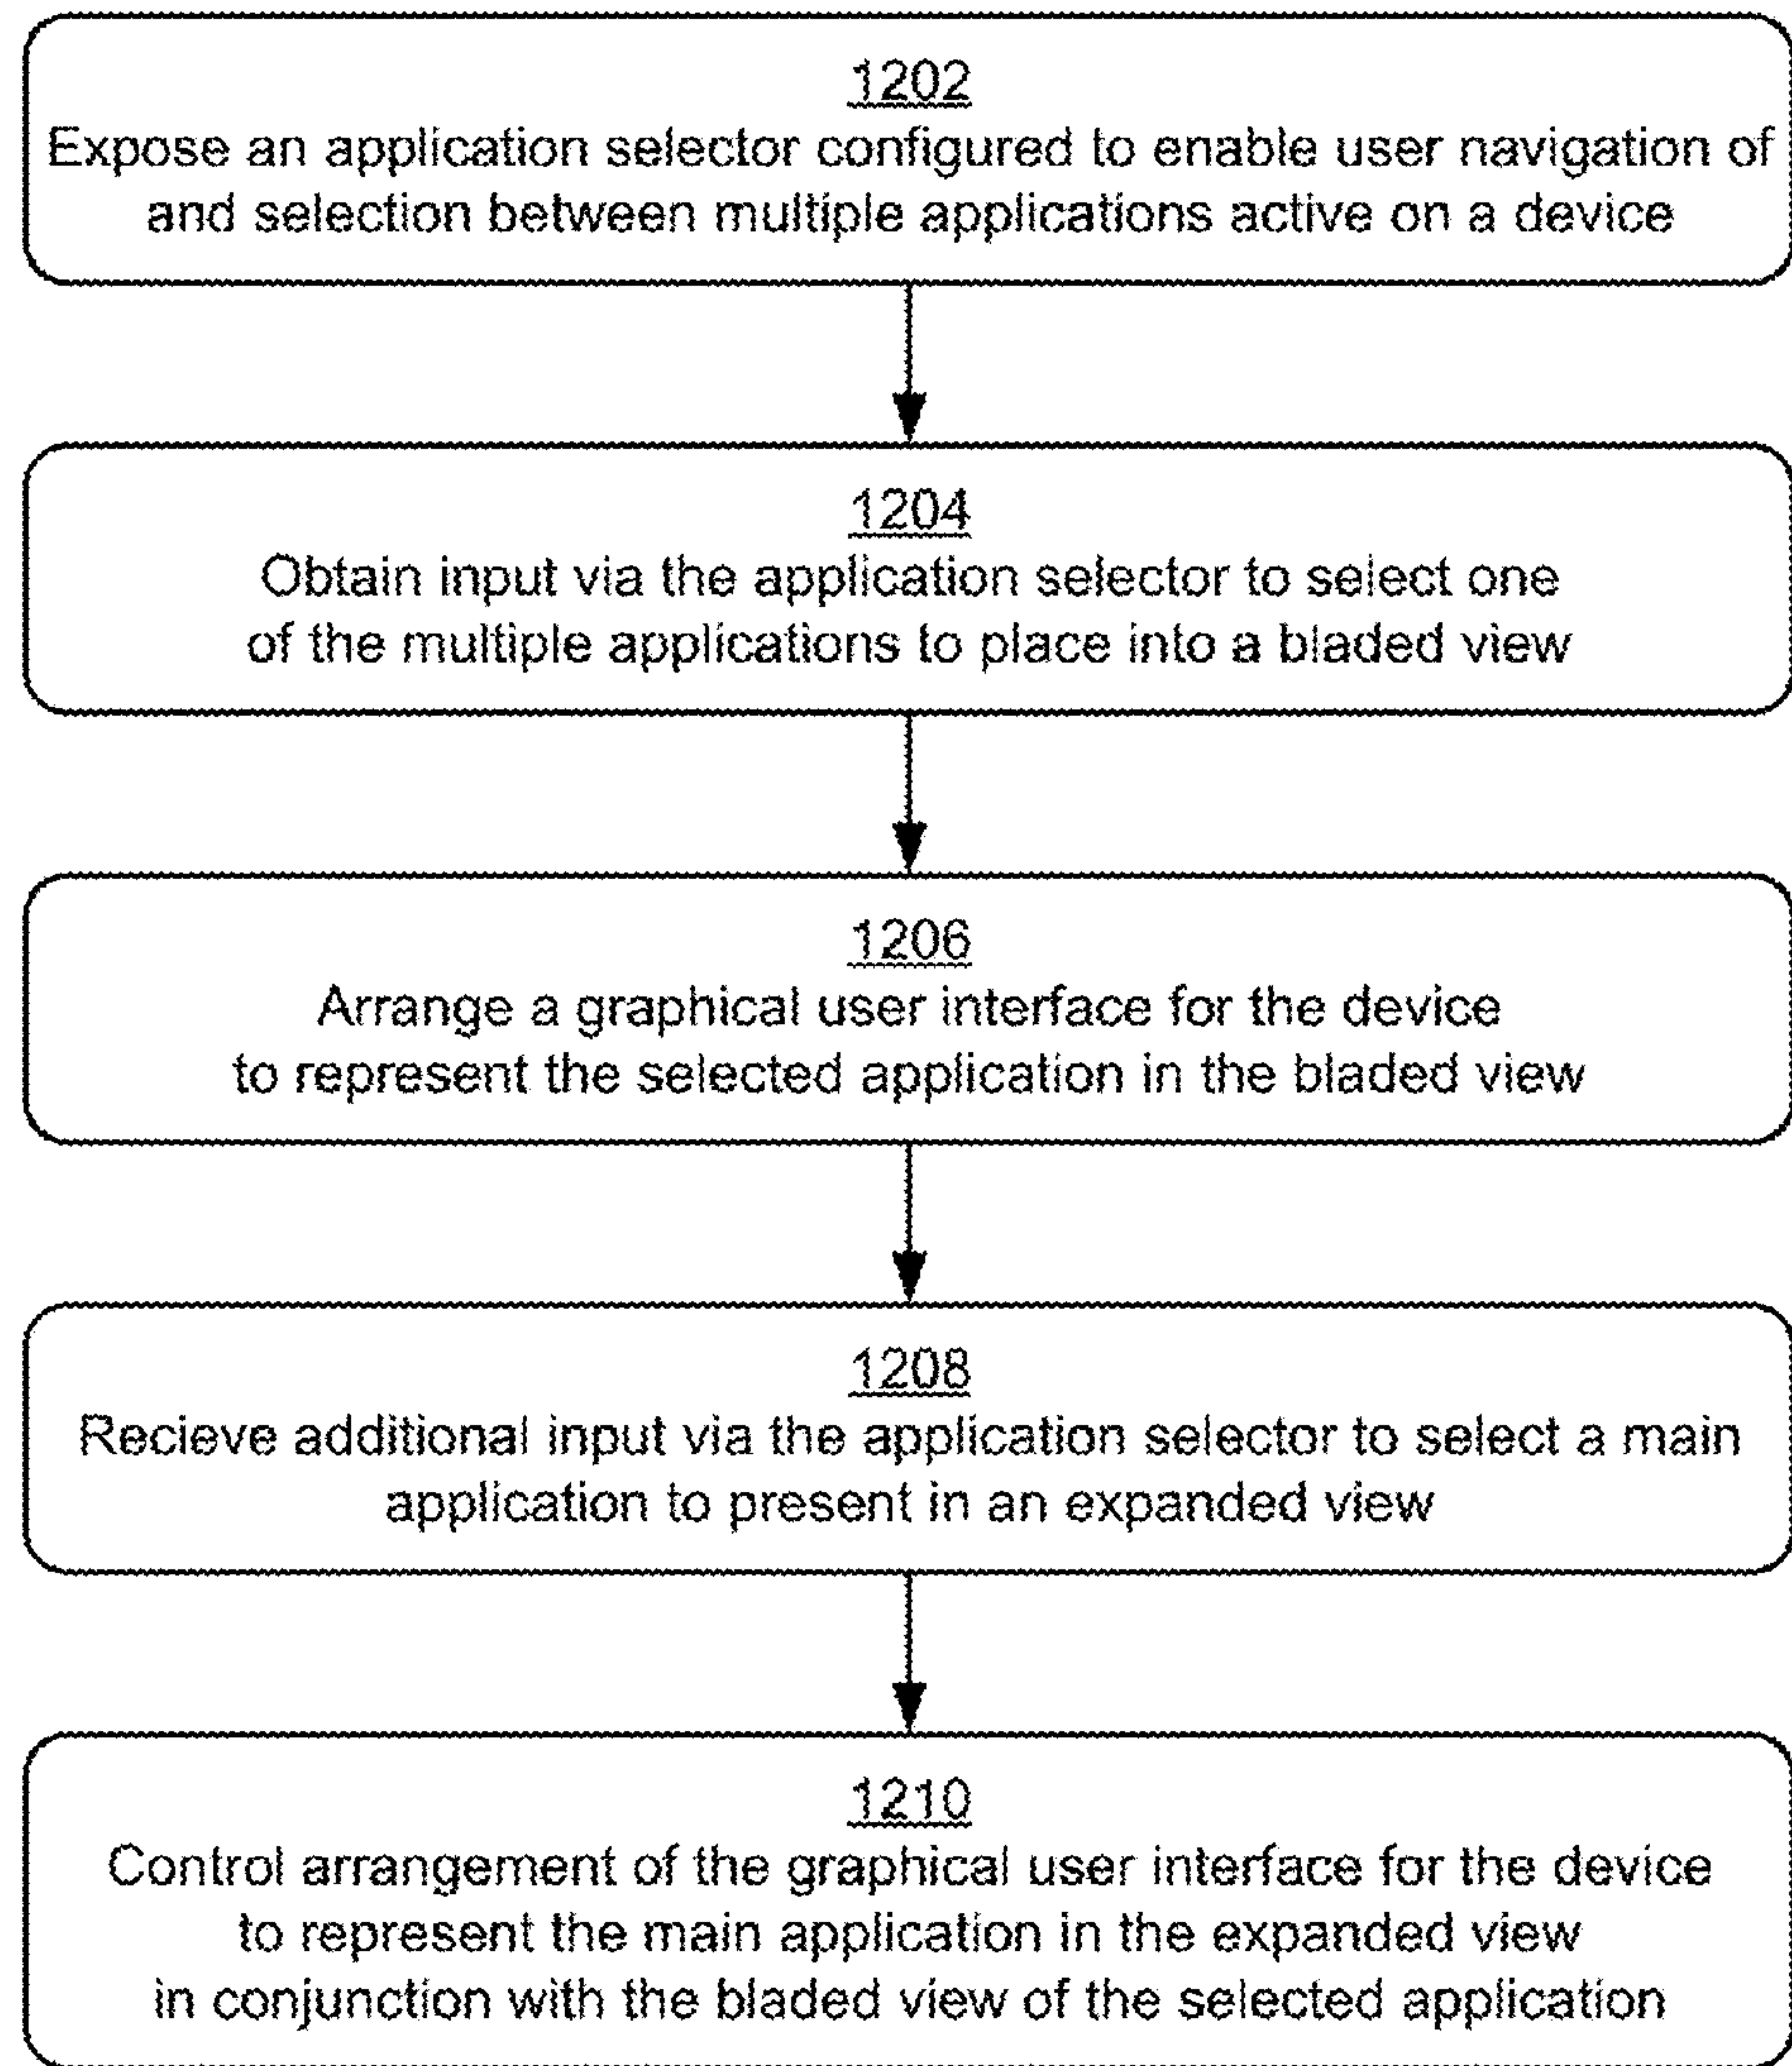 1202
Expose an application selector configured to enable user navigation of
and selection between multiple applications active on a device
1204
Obtain input via the application selector to select one
of the multiple applications to place into a bladed view
1206
Arrange a graphical user interface for the device
to represent the selected application in the bladed view
1208
Recieve additional input via the application selector to select a main
application to present in an expanded view
1210
Control arrangement of the graphical user interface for the device
to represent the main application in the expanded view
in conjunction with the bladed view of the selected application